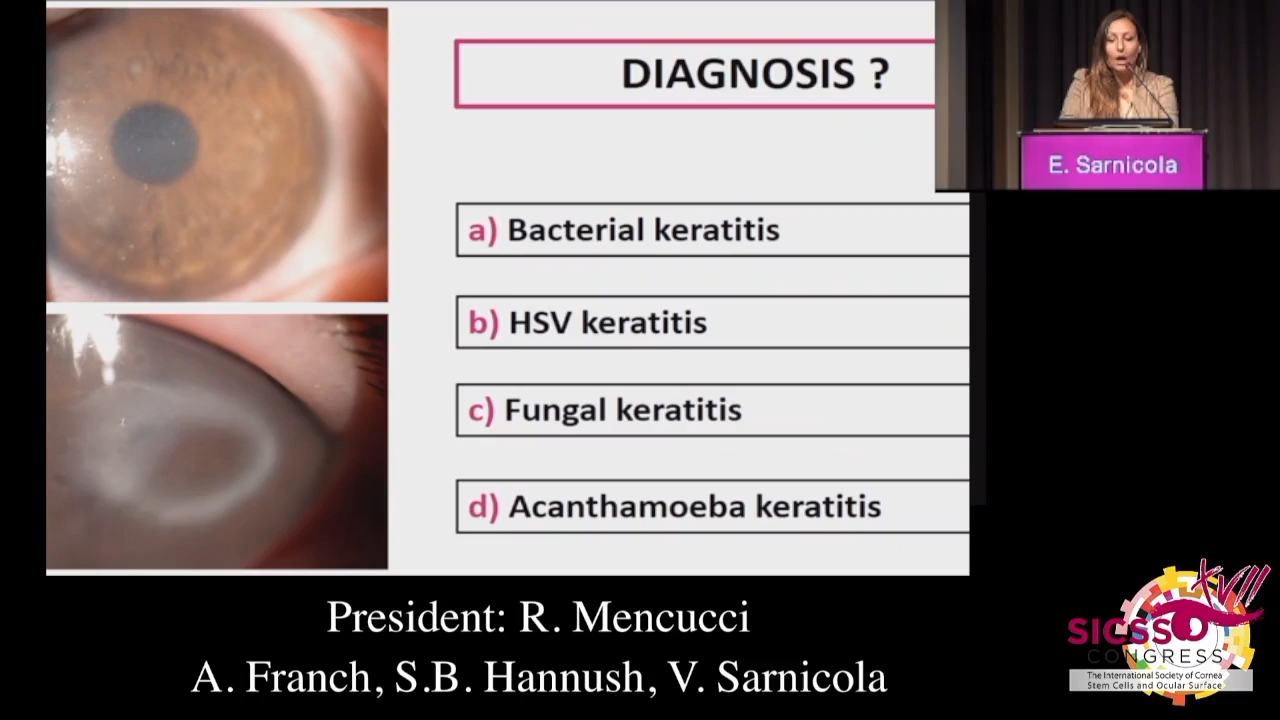 DIAGNOSIS ?
E. Sarnicola
a) Bacterial keratitis
b) HSV keratitis
c) Fungal keratitis
d) Acanthamoeba keratitis
President: R. Mencucci
A. Franch, S.B. Hannush, V. Sarnicola
XVII
SICSSO
CONGRESS
The International Society of Cornea
Stem Cells and Ocular Surface